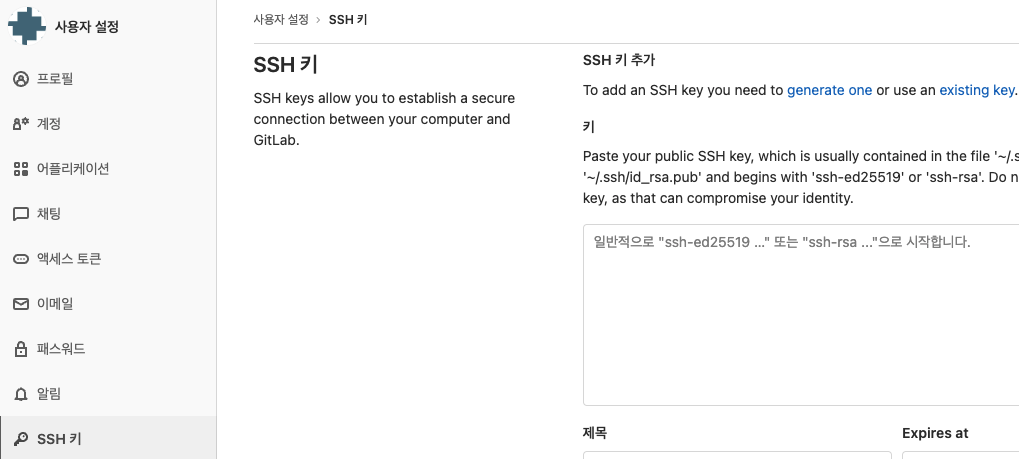 사용자 설정
프로필
계정
어플리케이션
채팅
액세스 토큰
이메일
패스워드
알림
SSH 키
사용자 설정 › SSH 키
SSH 키
SSH keys allow you to establish a secure
connection between your computer and
GitLab.
SSH 키 추가
To add an SSH key you need to generate one or use an existing key.
키
Paste your public SSH key, which is usually contained in the file '~/.s
'~/.ssh/id_rsa.pub' and begins with 'ssh-ed25519' or 'ssh-rsa'. Do n
key, as that can compromise your identity.
일반적으로 "ssh-ed25519 ..." 또는 "ssh-rsa ..."으로 시작합니다.
제목
Expires at